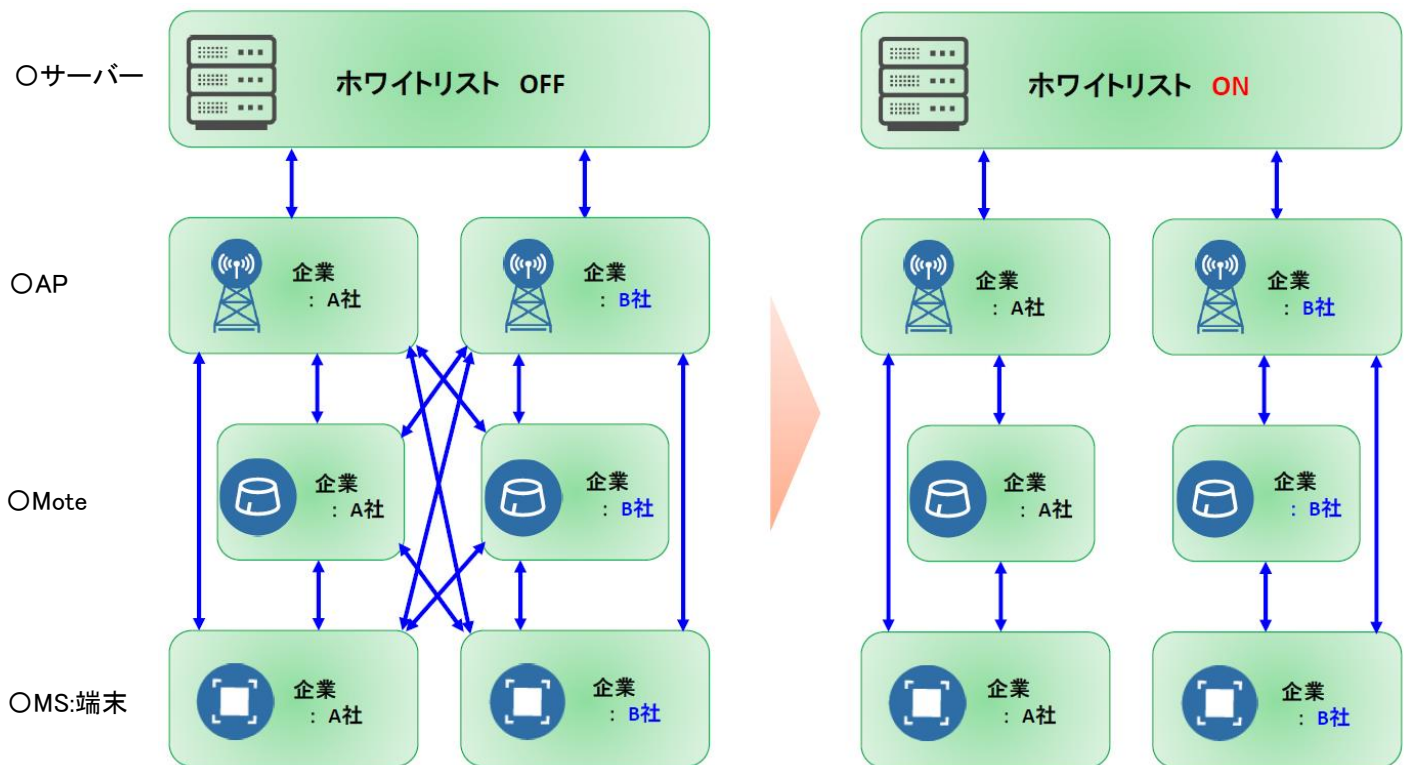 〇サーバー
ホワイトリスト OFF
ホワイトリスト ON
〇AP
企業
: A社
企業
: B社
企業
: A社
企業
: B社
〇Mote
企業
: A社
企業
: B社
企業
: A社
企業
: B社
〇MS:端末
企業
: A社
企業
: B社
企業
: A社
企業
: B社